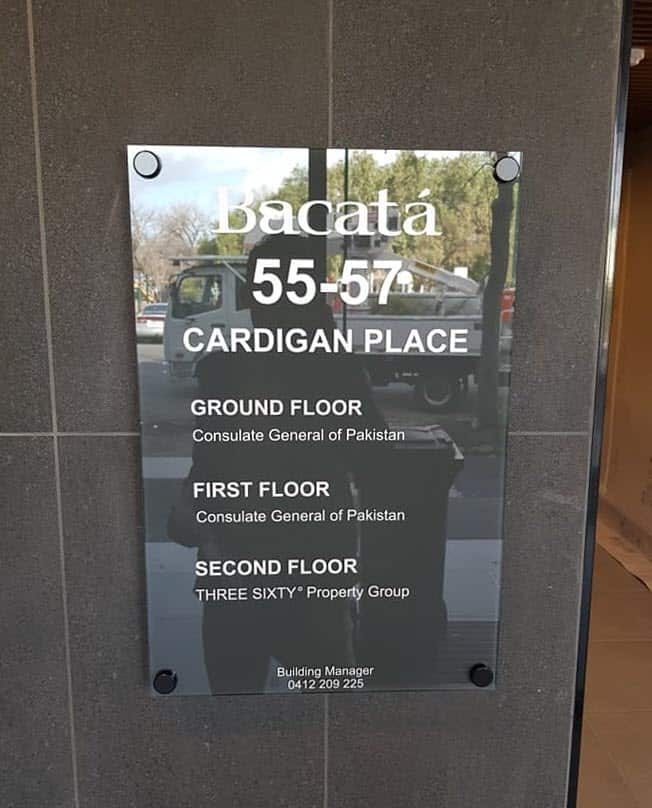 Bacatá
55-57
CARDIGAN PLACE
GROUND FLOOR
Consulate General of Pakistan
FIRST FLOOR
Consulate General of Pakistan
SECOND FLOOR
THREE SIXTY° Property Group
Building Manager
0412 209 225